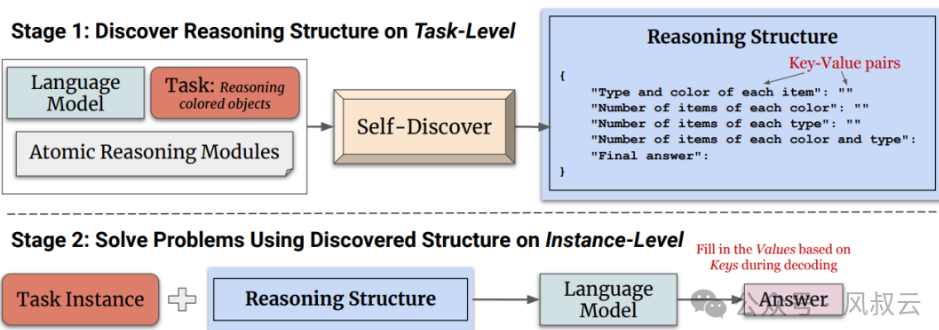 Stage 1: Discover Reasoning Structure on Task-Level
Language
Model
Task: Reasoning
colored objects
Atomic Reasoning Modules
Self-Discover
Reasoning Structure
Key-Value pairs
{
"Type and color of each item": ""
"Number of items of each color": ""
"Number of items of each type": ""
"Number of items of each color and type":
"Final answer":
}
Stage 2: Solve Problems Using Discovered Structure on Instance-Level
Task Instance
Reasoning Structure
Language
Model
Fill in the Values based on
Keys during decoding
Answer
公众号 · 风叔云